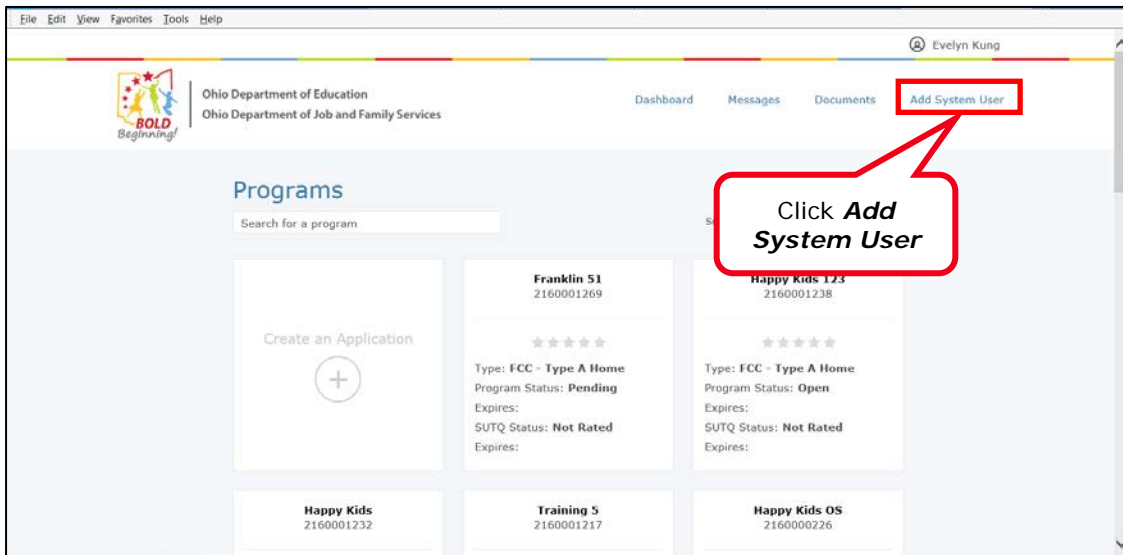 File Edit View Favorites Tools Help
Evelyn Kung
BOLD
Beginning!
Ohio Department of Education
Ohio Department of Job and Family Services
Dashboard Messages Documents Add System User
Programs
Search for a program
Click Add
System User
Create an Application
Franklin 51
2160001269
Type: FCC - Type A Home
Program Status: Pending
Expires:
SUTQ Status: Not Rated
Expires:
Happy Kids 123
2160001238
Type: FCC - Type A Home
Program Status: Open
Expires:
SUTQ Status: Not Rated
Expires:
Happy Kids
2160001232
Training 5
2160001217
Happy Kids OS
2160000226